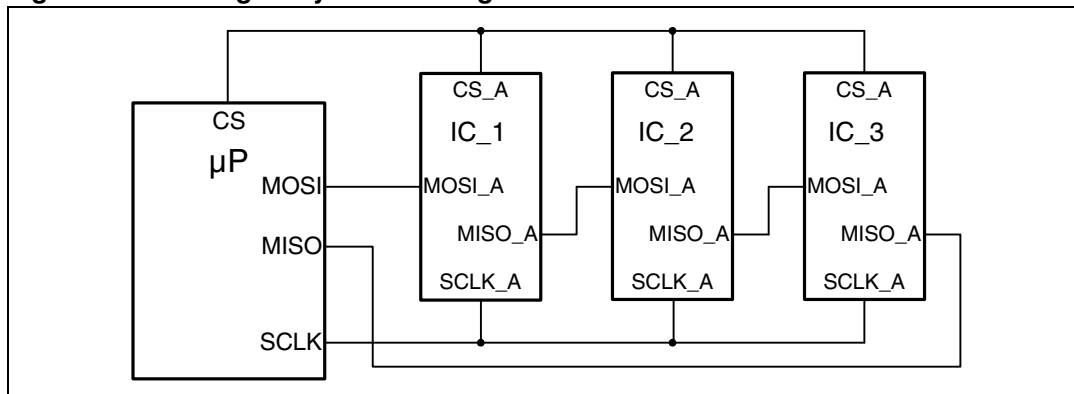 CS
µP
MOSI
MISO
SCLK
CS_A
IC_1
MOSI_A
MISO_A
SCLK_A
CS_A
IC_2
MOSI_A
MISO_A
SCLK_A
CS_A
IC_3
MOSI_A
MISO_A
SCLK_A